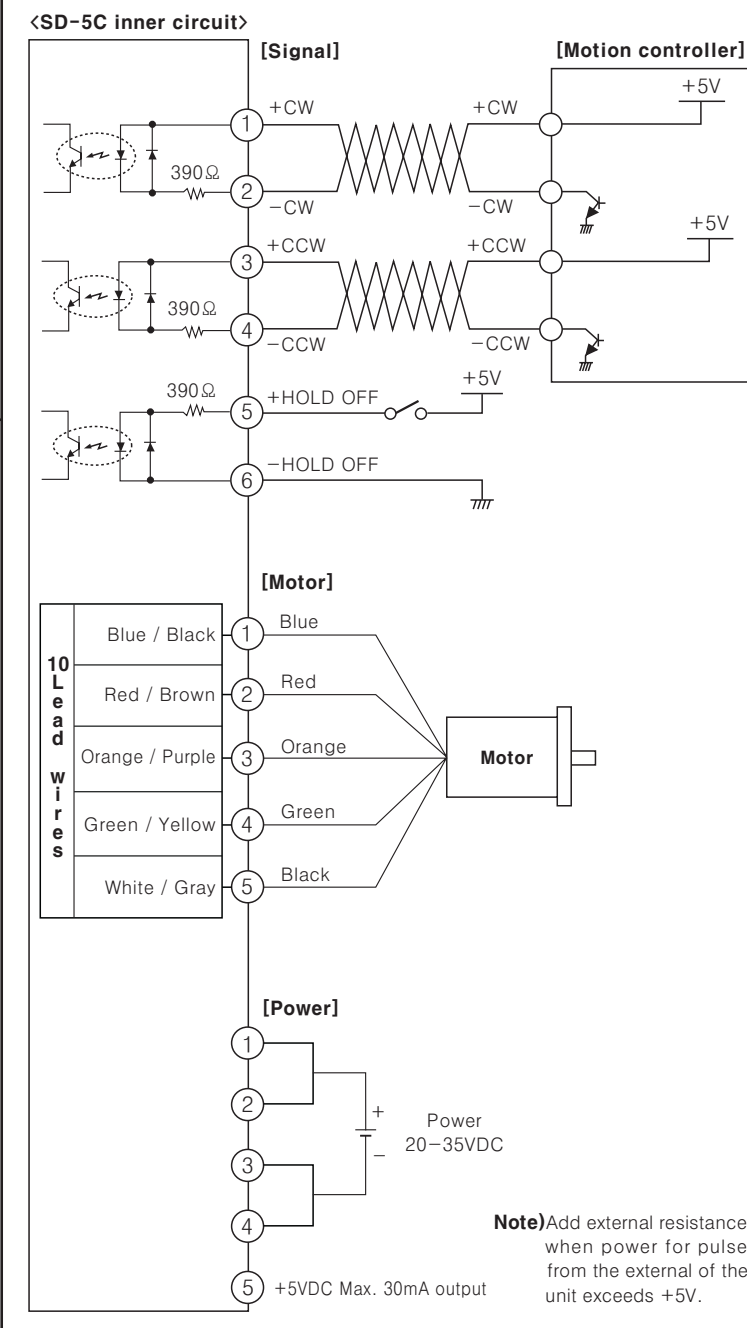 <SD-5C inner circuit>
[Signal]
[Motion controller]
+5V
1
+CW
+CW
390Ω
2
−CW
−CW
+5V
3
+CCW
+CCW
390Ω
4
−CCW
−CCW
390Ω
5
+HOLD OFF
+5V
6
−HOLD OFF
[Motor]
10 Lead wires
Blue / Black
1
Blue
Red / Brown
2
Red
Orange / Purple
3
Orange
Motor
Green / Yellow
4
Green
White / Gray
5
Black
[Power]
1
2
+
−
Power
20−35VDC
3
4
5
+5VDC Max. 30mA output
Note)Add external resistance
when power for pulse
from the external of the
unit exceeds +5V.